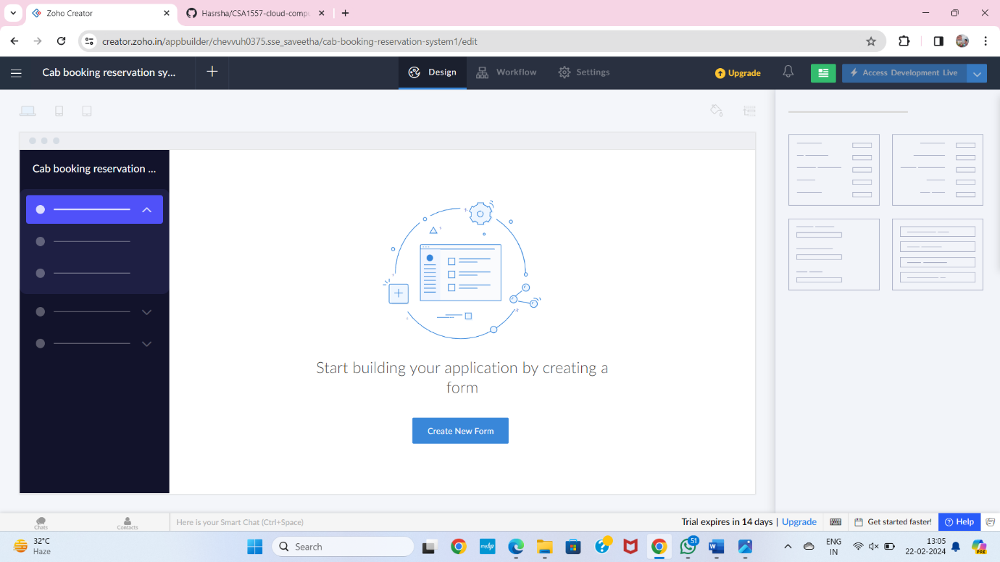 Zoho Creator
Hasrsha/CSA1557-cloud-compu
creator.zoho.in/appbuilder/chevvuh0375.sse_saveetha/cab-booking-reservation-system1/edit
Cab booking reservation sy...
Design
Workflow
Settings
Upgrade
Access Development Live
Cab booking reservation ...
Start building your application by creating a
form
Create New Form
Chats
Contacts
Here is your Smart Chat (Ctrl+Space)
Trial expires in 14 days | Upgrade
Get started faster!
Help
32°C
Haze
Search
myhp
51
W
ENG
IN
13:05
22-02-2024
PRE